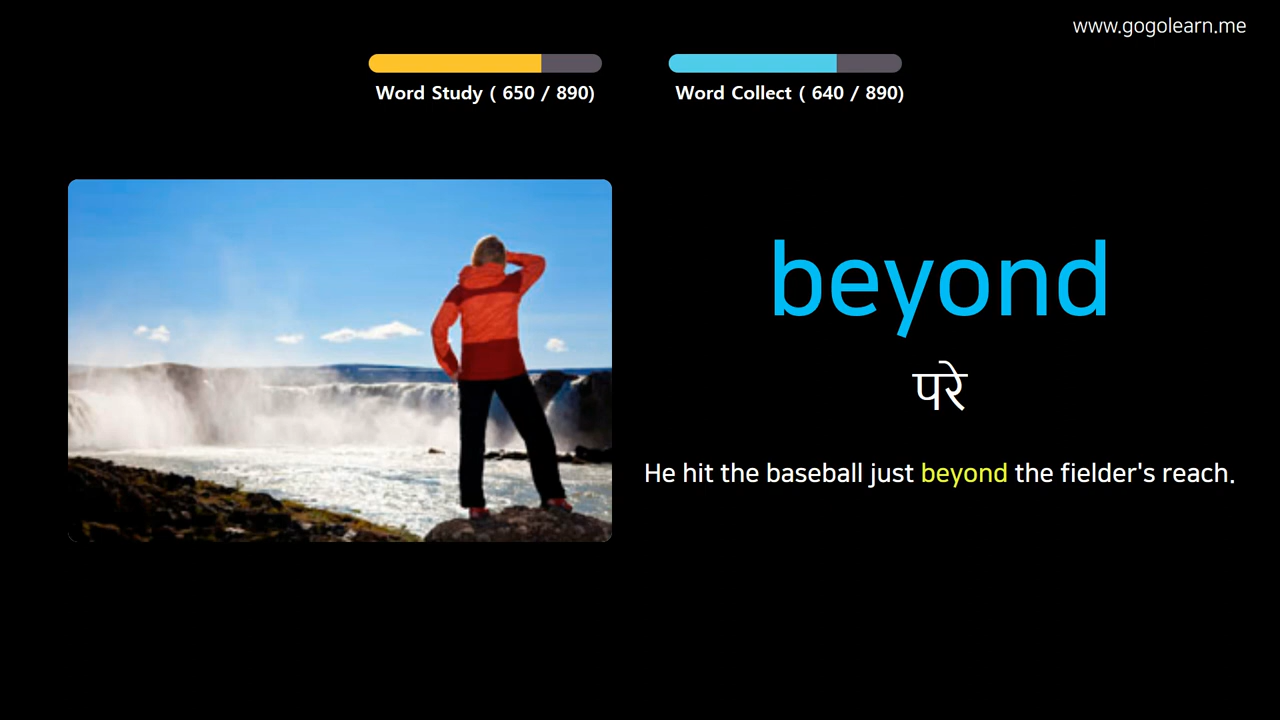 www.gogolearn.me
Word Study ( 650 / 890)
Word Collect ( 640 / 890)
beyond
परे
He hit the baseball just beyond the fielder's reach.